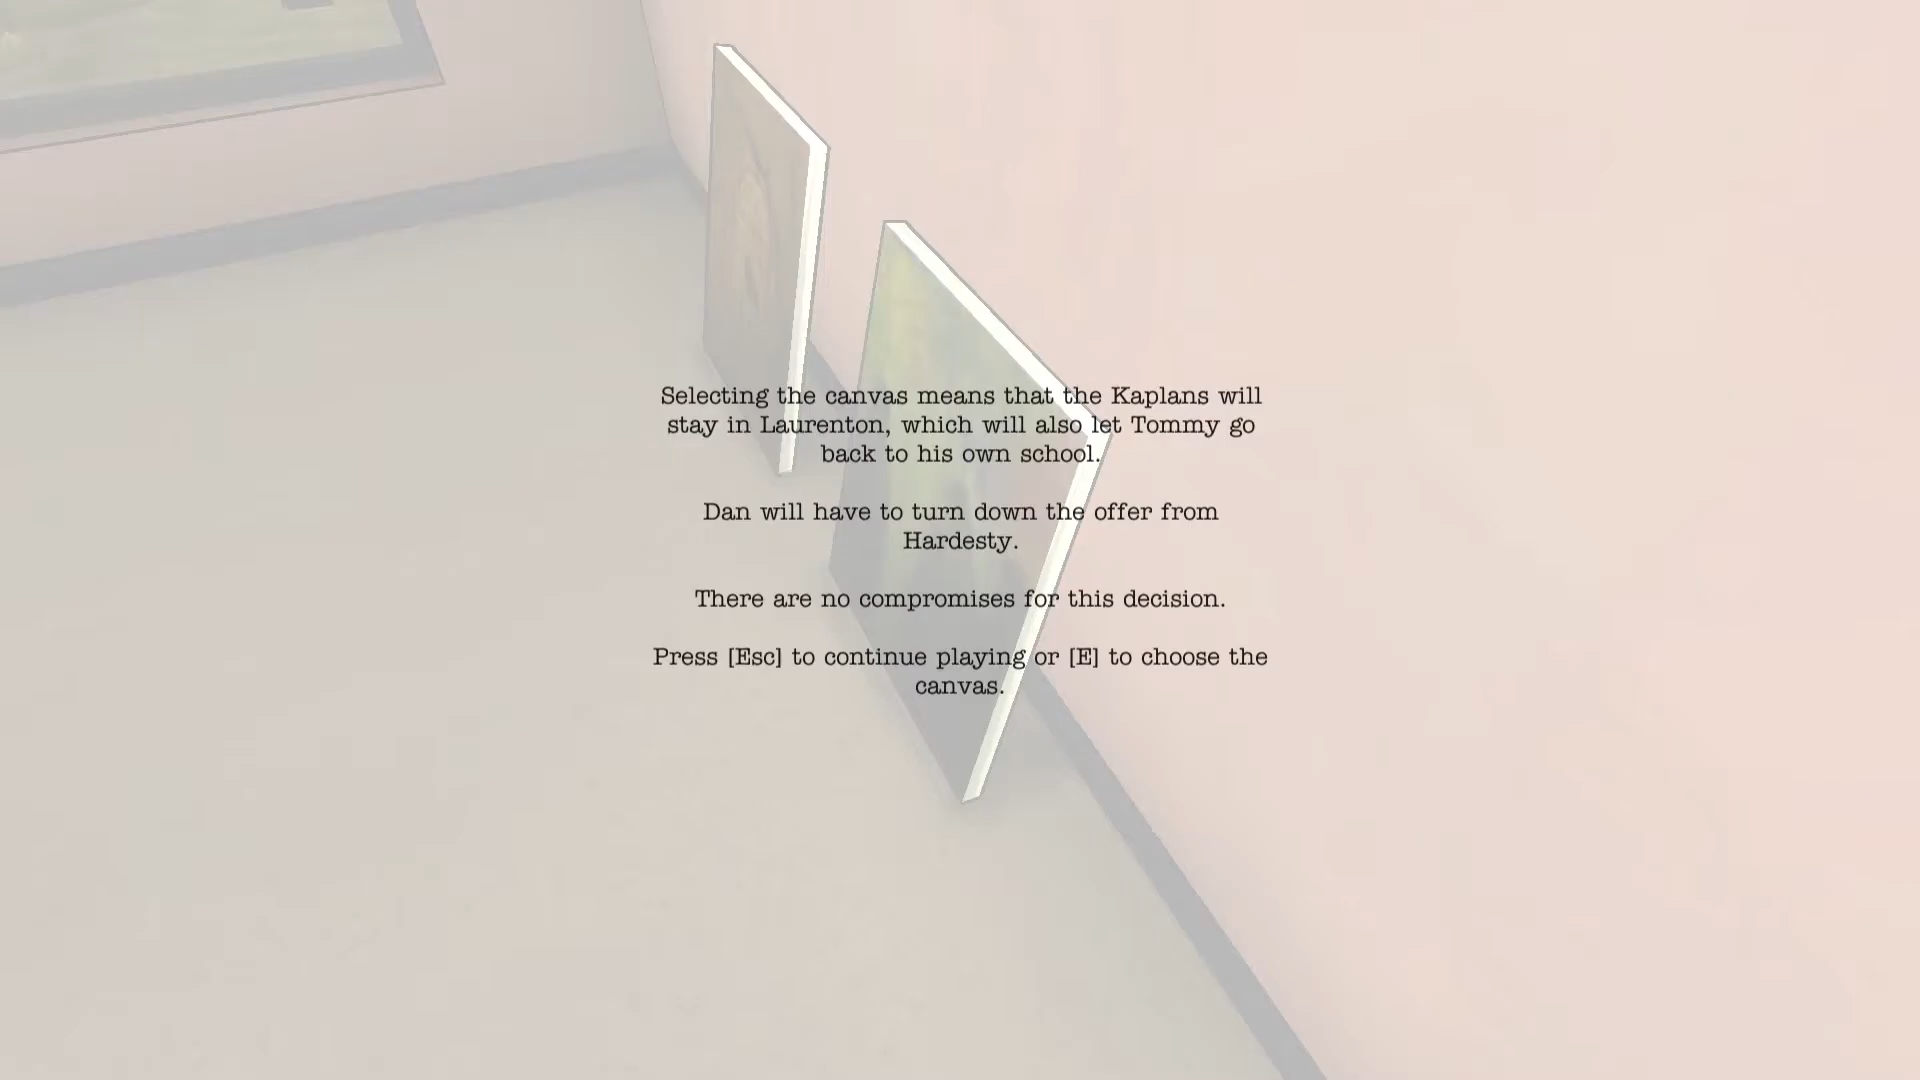 Selecting the canvas means that the Kaplans will
stay in Laurenton, which will also let Tommy go
back to his own school.
Dan will have to turn down the offer from
Hardesty.
There are no compromises for this decision.
Press [Esc] to continue playing or [E] to choose the
canvas.